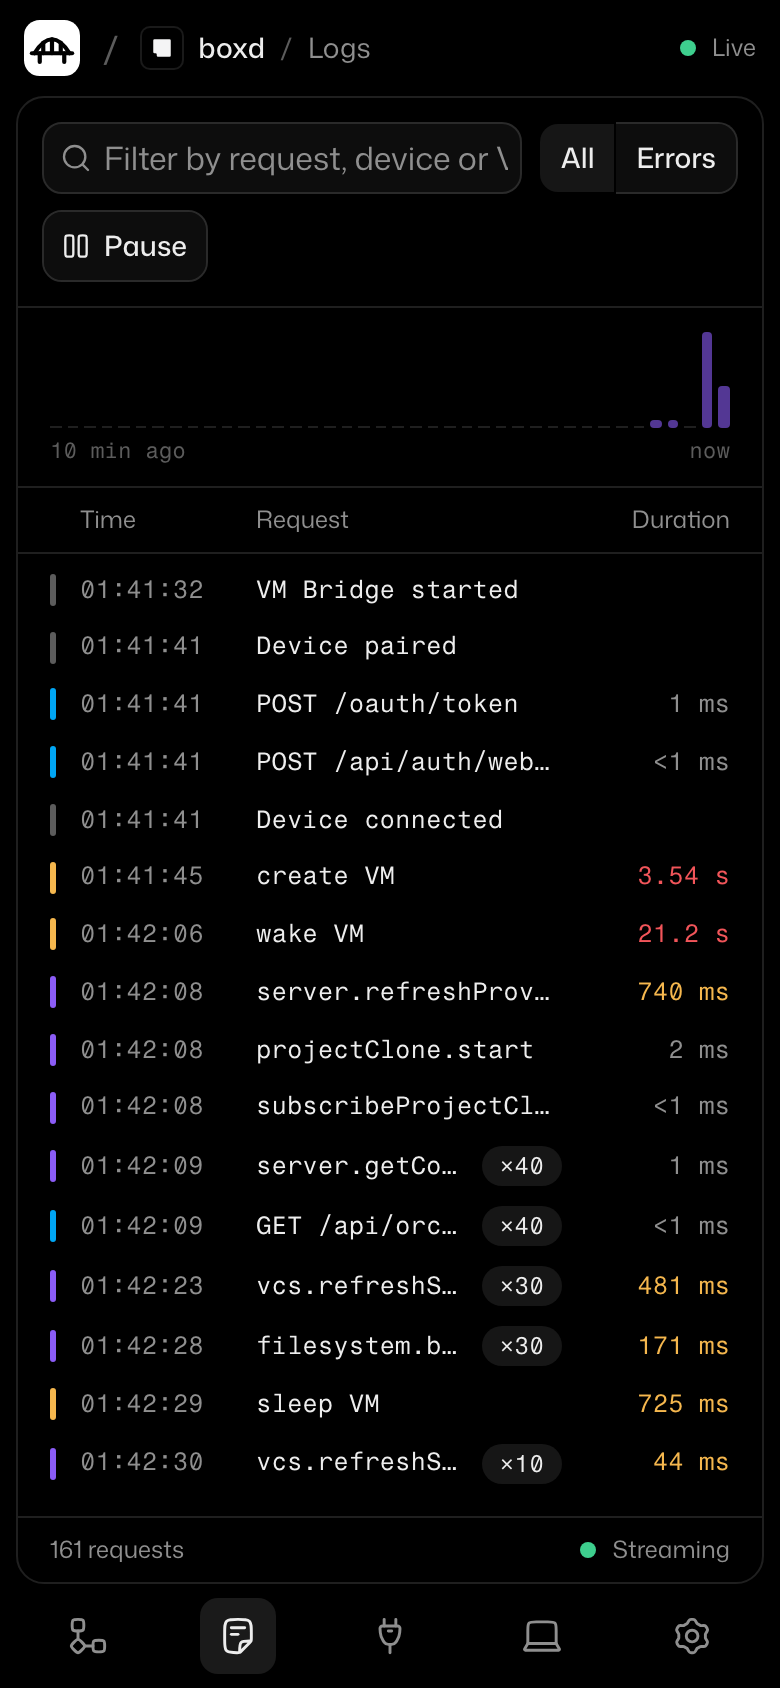 / boxd / Logs Live
Filter by request, device or \
All Errors
Pause
10 min ago now
Time Request Duration
01:41:32 VM Bridge started
01:41:41 Device paired
01:41:41 POST /oauth/token 1 ms
01:41:41 POST /api/auth/web… <1 ms
01:41:41 Device connected
01:41:45 create VM 3.54 s
01:42:06 wake VM 21.2 s
01:42:08 server.refreshProv… 740 ms
01:42:08 projectClone.start 2 ms
01:42:08 subscribeProjectCl… <1 ms
01:42:09 server.getCo… ×40 1 ms
01:42:09 GET /api/orc… ×40 <1 ms
01:42:23 vcs.refreshS… ×30 481 ms
01:42:28 filesystem.b… ×30 171 ms
01:42:29 sleep VM 725 ms
01:42:30 vcs.refreshS… ×10 44 ms
161 requests Streaming